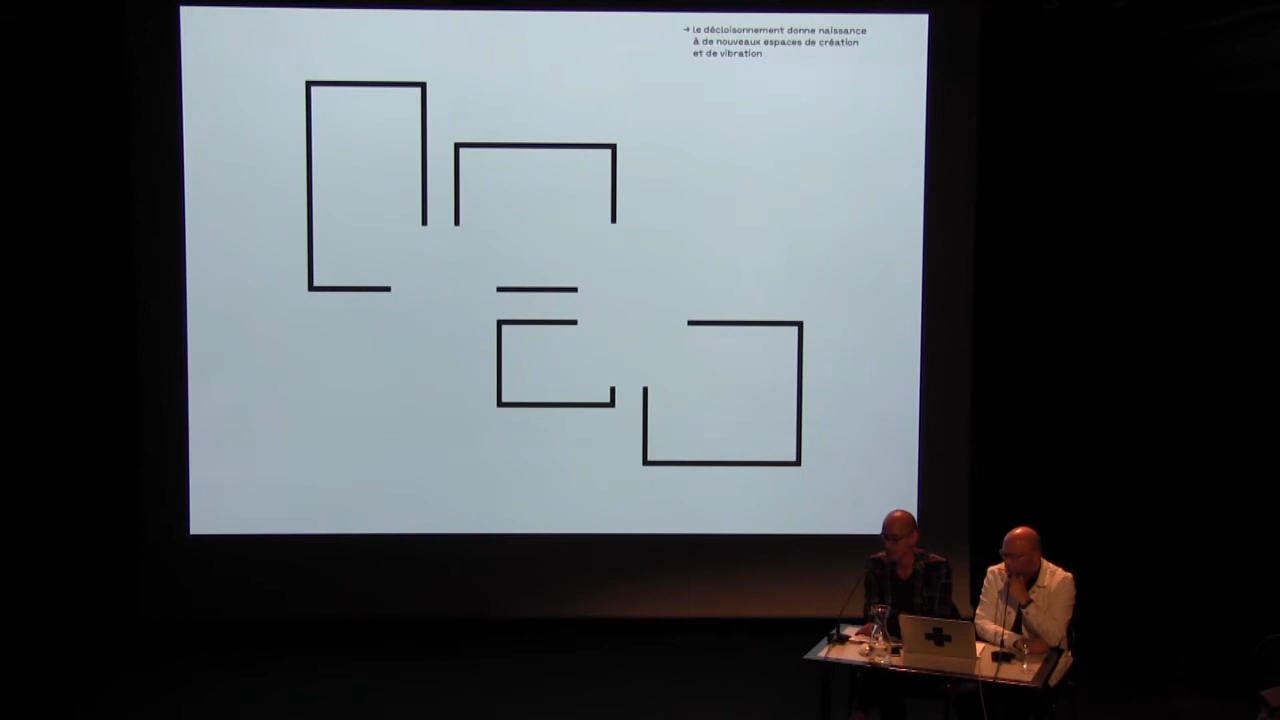 → le décloisonnement donne naissance
à de nouveaux espaces de création
et de vibration